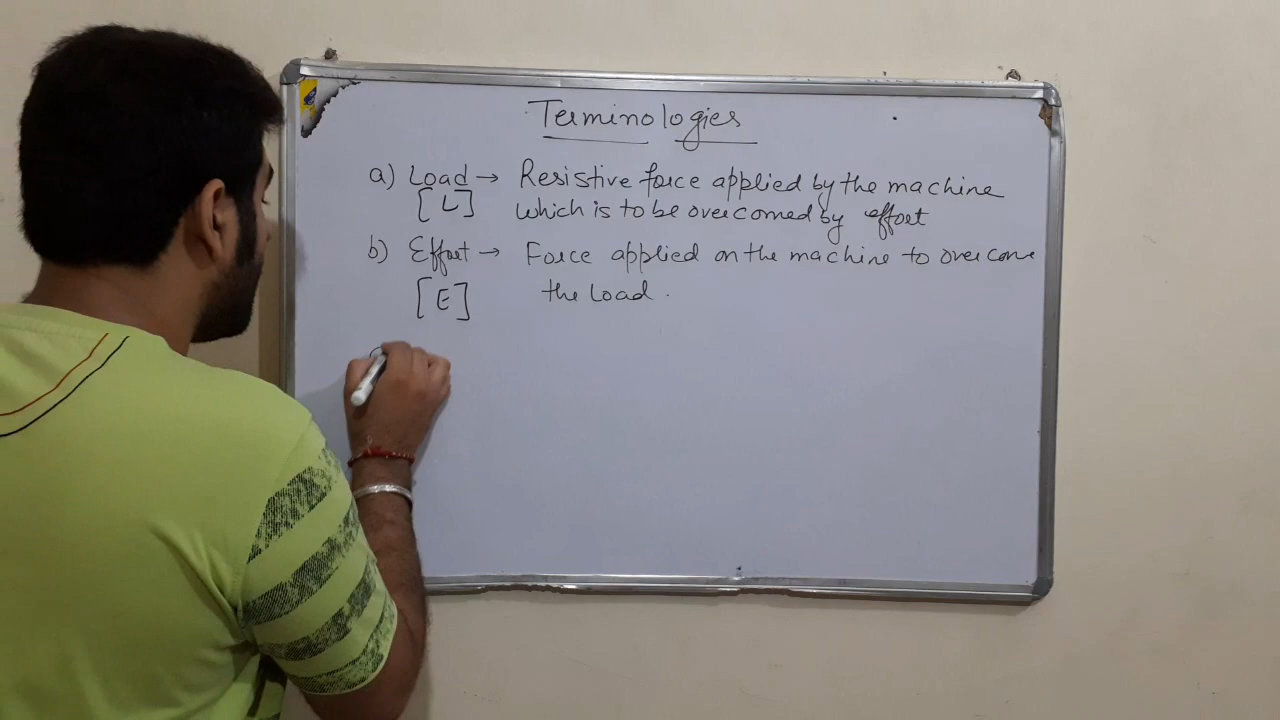 Terminologies
a) Load → Resistive force applied by the machine
[L] which is to be overcomed by effort
b) Effort → Force applied on the machine to overcome
[E] the Load.